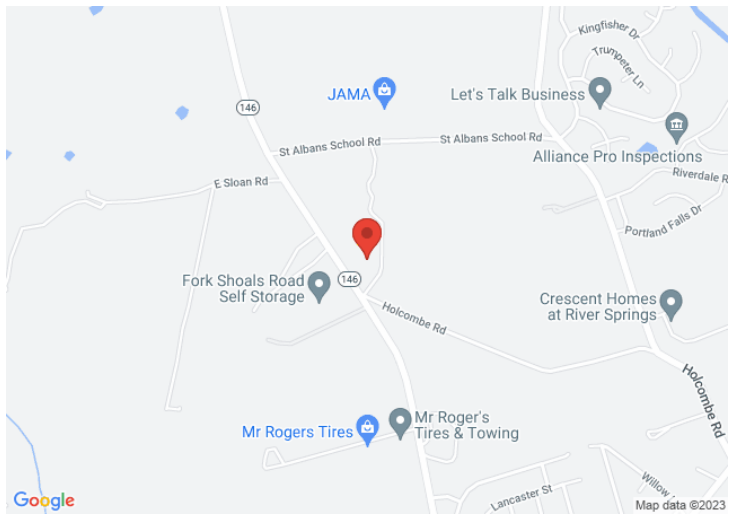 Kingfisher Dr
Trumpeter Ln
JAMA
Let's Talk Business
146
St Albans School Rd
St Albans School Rd
Alliance Pro Inspections
E Sloan Rd
Riverdale R
Portland Falls Dr
146
Fork Shoals Road
Self Storage
Holcombe Rd
Crescent Homes
at River Springs
Holcombe Rd
Mr Rogers Tires
Mr Roger's
Tires & Towing
Willow
Lancaster St
Google
Map data ©2023